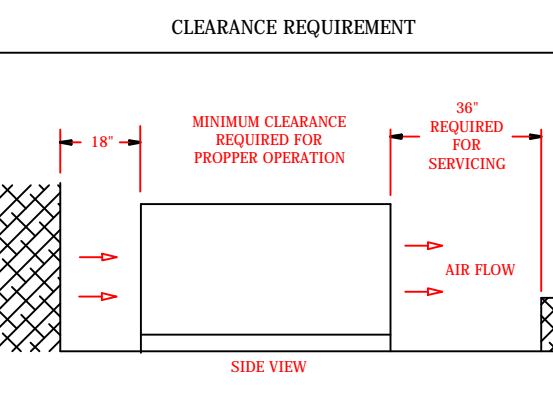 CLEARANCE REQUIREMENT
18"
MINIMUM CLEARANCE
REQUIRED FOR
PROPPER OPERATION
36"
REQUIRED
FOR
SERVICING
AIR FLOW
SIDE VIEW